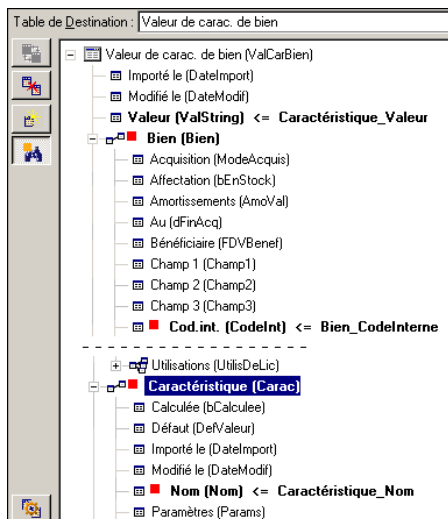 Table de Destination : Valeur de carac. de bien
Valeur de carac. de bien (ValCarBien)
Importé le (DateImport)
Modifié le (DateModif)
Valeur (ValString) <= Caractéristique_Valeur
Bien (Bien)
Acquisition (ModeAcquis)
Affectation (bEnStock)
Amortissements (AmoVal)
Au (dFinAcq)
Bénéficiaire (FDVBenef)
Champ 1 (Champ1)
Champ 2 (Champ2)
Champ 3 (Champ3)
Cod.int. (CodeInt) <= Bien_CodeInterne
Utilisations (UtilisDeLic)
Caractéristique (Carac)
Calculée (bCalculee)
Défaut (DefValeur)
Importé le (DateImport)
Modifié le (DateModif)
Nom (Nom) <= Caractéristique_Nom
Paramètres (Params)